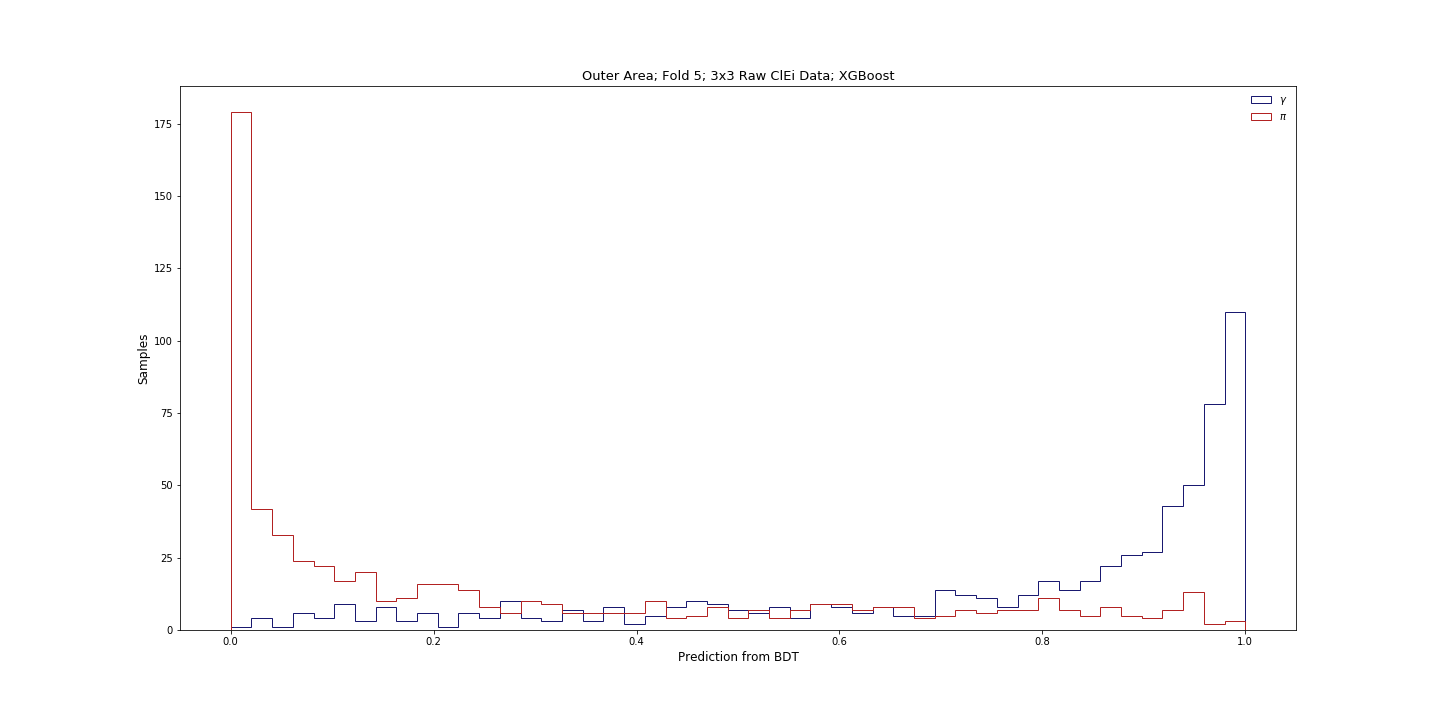 Outer Area; Fold 5; 3x3 Raw ClEi Data; XGBoost
γ
π
175
150
125
100
75
50
25
0
Samples
0.0 0.2 0.4 0.6 0.8 1.0
Prediction from BDT